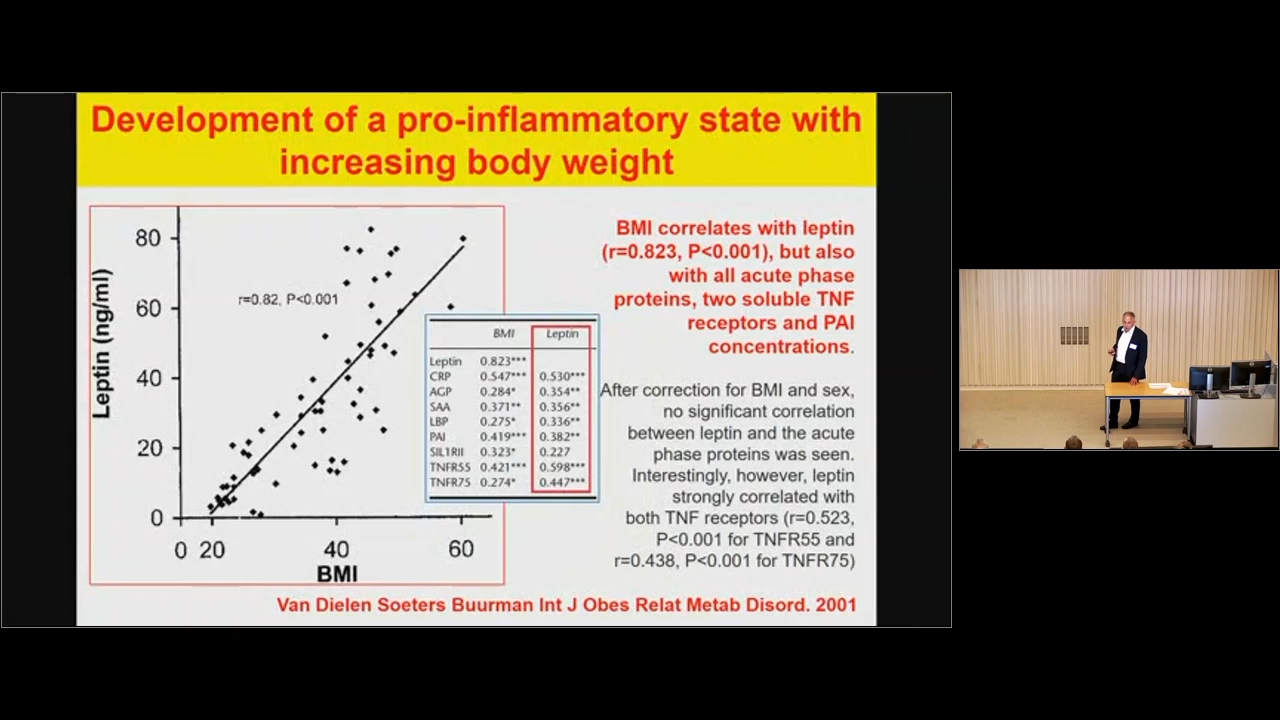 Development of a pro-inflammatory state with
increasing body weight
80
60
40
20
0
Leptin (ng/ml)
r=0.82, P<0.001
0 20 40 60
BMI
BMI Leptin
Leptin 0.823***
CRP 0.547*** 0.530***
AGP 0.284* 0.354**
SAA 0.371** 0.356**
LBP 0.275* 0.336**
PAI 0.419*** 0.382**
SIL1RII 0.323* 0.227
TNFR55 0.421*** 0.598***
TNFR75 0.274* 0.447***
BMI correlates with leptin
(r=0.823, P<0.001), but also
with all acute phase
proteins, two soluble TNF
receptors and PAI
concentrations.
After correction for BMI and sex,
no significant correlation
between leptin and the acute
phase proteins was seen.
Interestingly, however, leptin
strongly correlated with
both TNF receptors (r=0.523,
P<0.001 for TNFR55 and
r=0.438, P<0.001 for TNFR75)
Van Dielen Soeters Buurman Int J Obes Relat Metab Disord. 2001